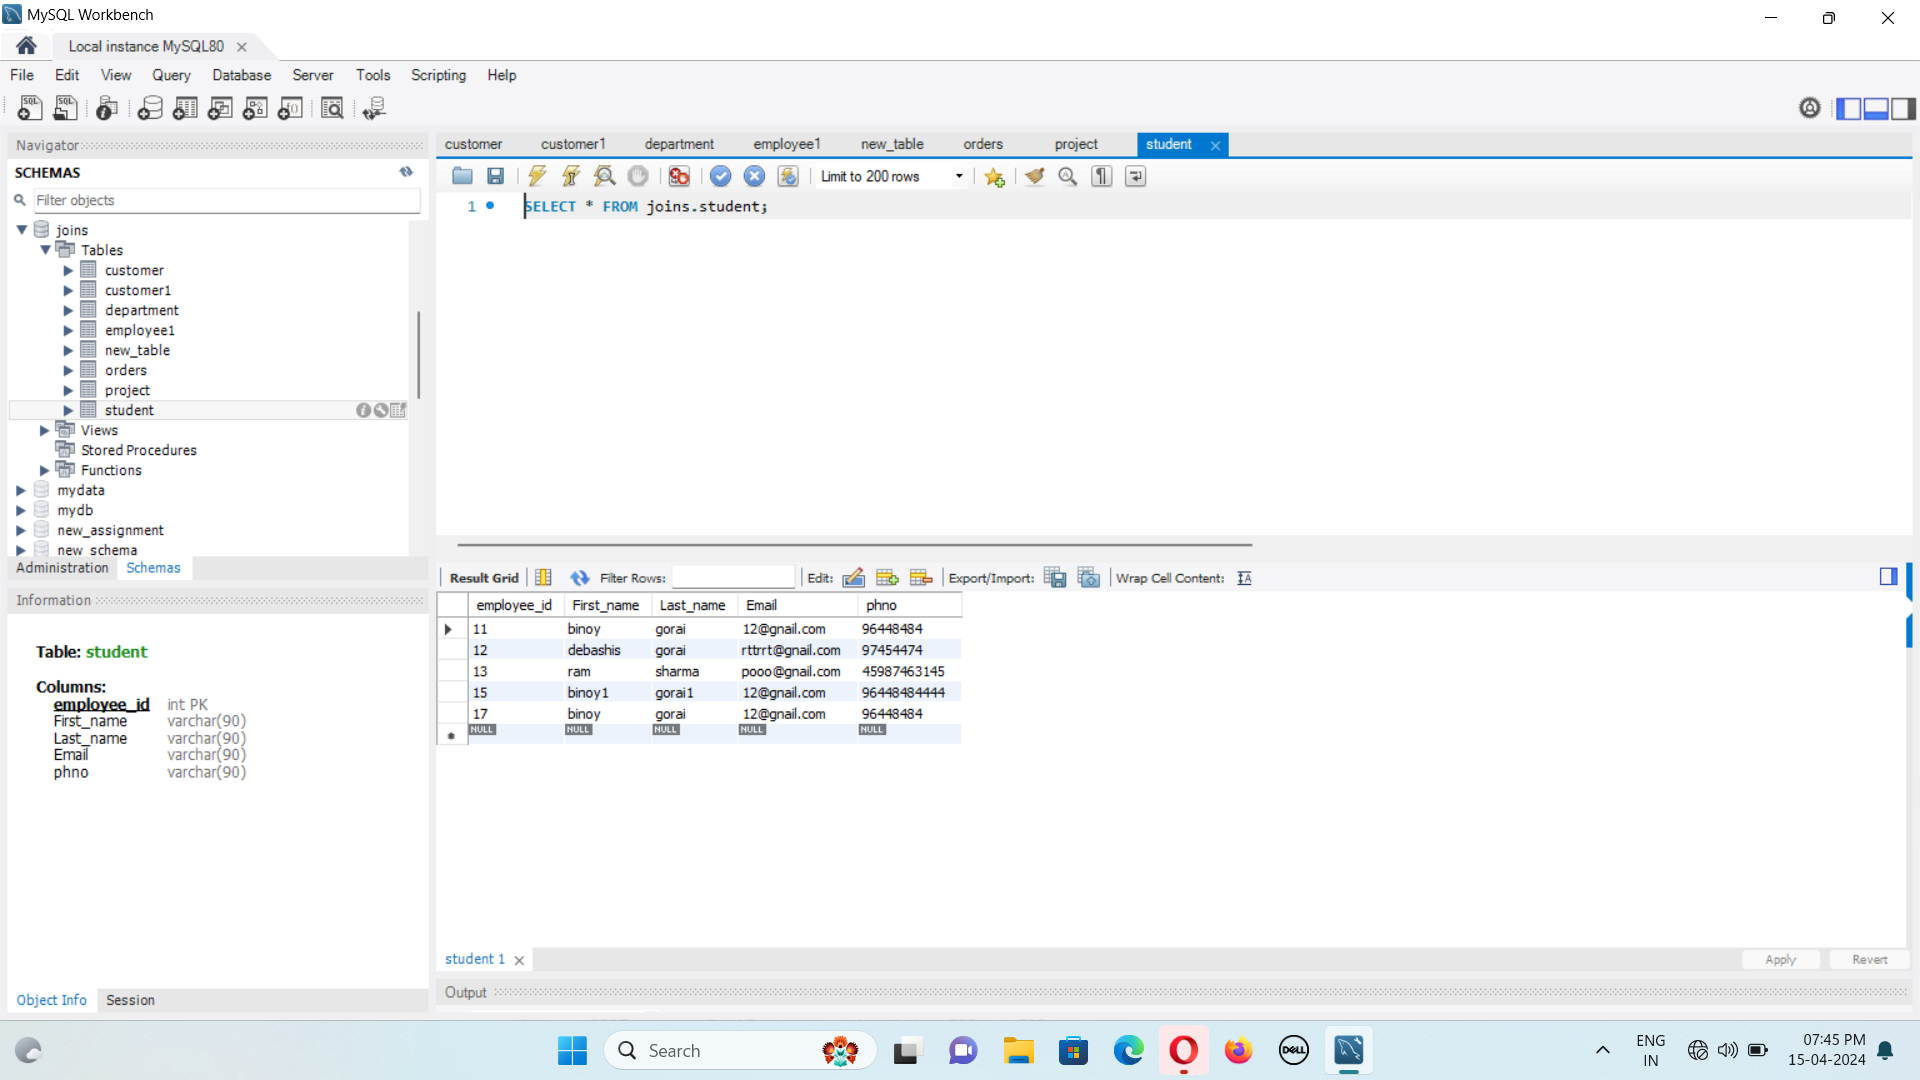 MySQL Workbench
Local instance MySQL80
File Edit View Query Database Server Tools Scripting Help
Navigator
SCHEMAS
Filter objects
joins
Tables
customer
customer1
department
employee1
new_table
orders
project
student
Views
Stored Procedures
Functions
mydata
mydb
new_assignment
new_schema
Administration Schemas
Information
Table: student
Columns:
employee_id int PK
First_name varchar(90)
Last_name varchar(90)
Email varchar(90)
phno varchar(90)
Object Info Session
customer customer1 department employee1 new_table orders project student
Limit to 200 rows
1 SELECT * FROM joins.student;
Result Grid Filter Rows: Edit: Export/Import: Wrap Cell Content:
employee_id First_name Last_name Email phno
11 binoy gorai 12@gnail.com 96448484
12 debashis gorai rttrrt@gnail.com 97454474
13 ram sharma pooo@gnail.com 45987463145
15 binoy1 gorai1 12@gnail.com 96448484444
17 binoy gorai 12@gnail.com 96448484
NULL NULL NULL NULL NULL
student 1
Apply Revert
Output
Search
DELL
ENG
IN
07:45 PM
15-04-2024